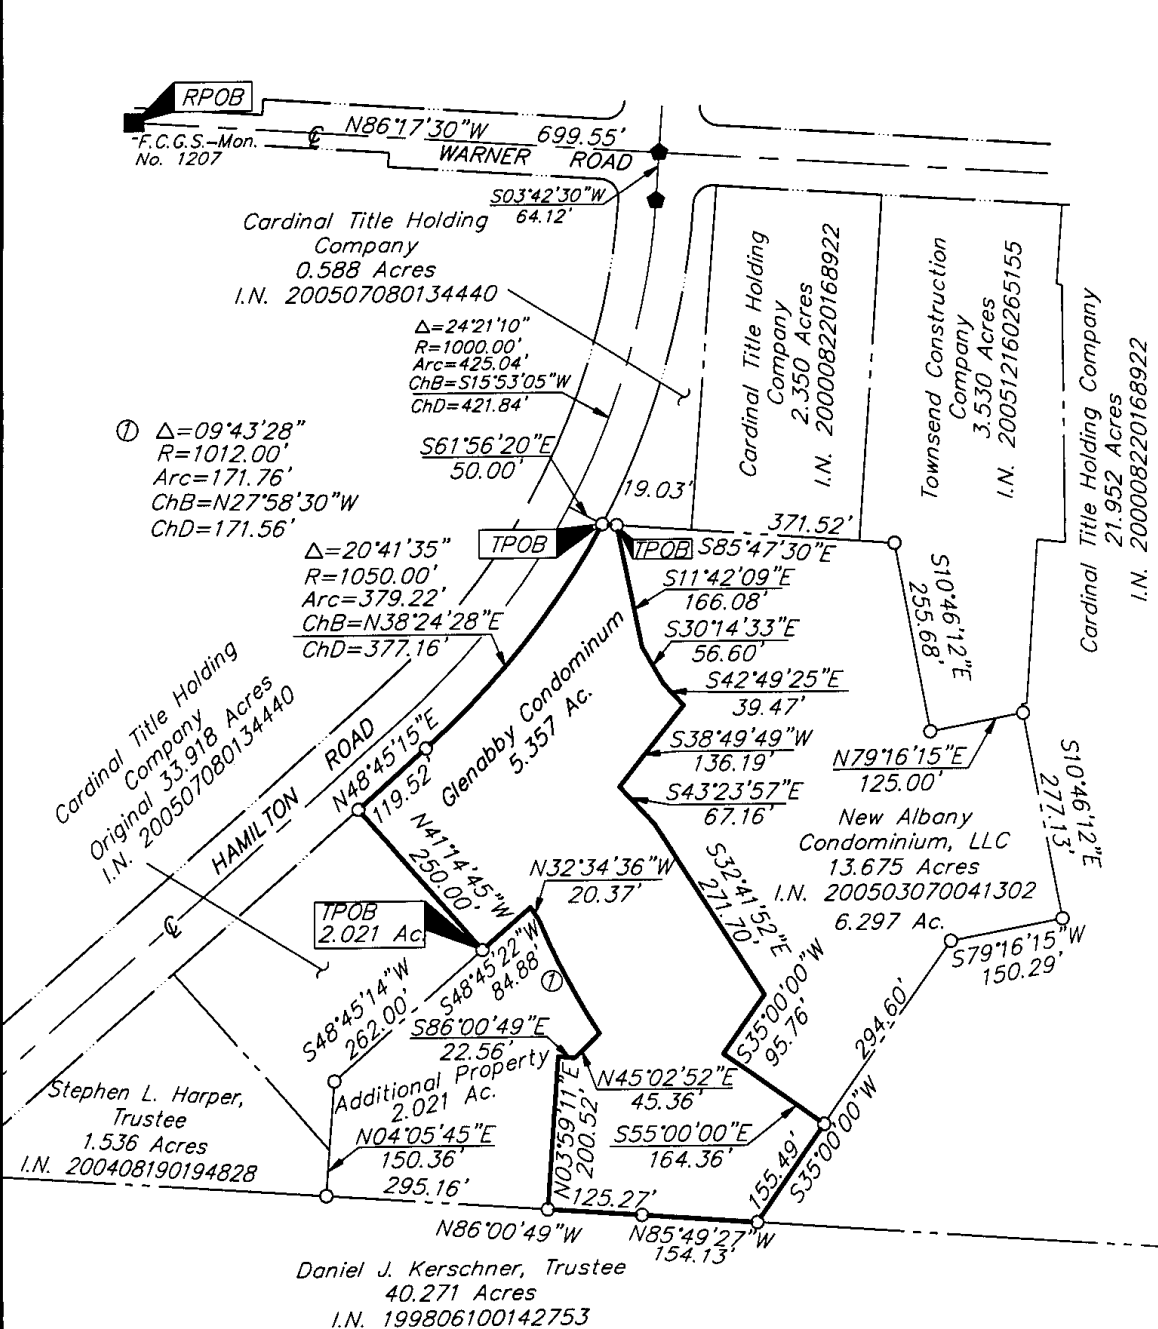 RPOB
F.C.G.S.-Mon.
No. 1207
℄
N86°17'30"W 699.55'
WARNER ROAD
S03°42'30"W
64.12'
Cardinal Title Holding
Company
0.588 Acres
I.N. 200507080134440
Δ=24°21'10"
R=1000.00'
Arc=425.04'
ChB=S15°53'05"W
ChD=421.84'
Cardinal Title Holding
Company
2.350 Acres
I.N. 200008220168922
Townsend Construction
Company
3.530 Acres
I.N. 200512160265155
Cardinal Title Holding Company
21.952 Acres
I.N. 200008220168922
① Δ=09°43'28"
R=1012.00'
Arc=171.76'
ChB=N27°58'30"W
ChD=171.56'
S61°56'20"E
50.00'
19.03'
371.52'
TPOB
TPOB
S85°47'30"E
Δ=20°41'35"
R=1050.00'
Arc=379.22'
ChB=N38°24'28"E
ChD=377.16'
S11°42'09"E
166.08'
S30°14'33"E
56.60'
S42°49'25"E
39.47'
S38°49'49"W
136.19'
S43°23'57"E
67.16'
S10°46'12"E
255.68'
N79°16'15"E
125.00'
S10°46'12"E
277.13'
Cardinal Title Holding
Company
Original 33.918 Acres
I.N. 200507080134440
HAMILTON ROAD
℄
N48°45'15"E
119.52'
Glenabby Condominum
5.357 Ac.
N41°14'45"W
250.00'
New Albany
Condominium, LLC
13.675 Acres
I.N. 200503070041302
6.297 Ac.
S32°41'52"E
271.70'
N32°34'36"W
20.37'
TPOB
2.021 Ac.
S48°45'22"W
84.88'
①
S79°16'15"W
150.29'
S48°45'14"W
262.00'
S86°00'49"E
22.56'
S35°00'00"W
95.76'
294.60'
Additional Property
2.021 Ac.
N45°02'52"E
45.36'
Stephen L. Harper,
Trustee
1.536 Acres
I.N. 200408190194828
N04°05'45"E
150.36'
N03°59'11"E
200.52'
S55°00'00"E
164.36'
155.49'
S35°00'00"W
295.16'
125.27'
N86°00'49"W
N85°49'27"W
154.13'
Daniel J. Kerschner, Trustee
40.271 Acres
I.N. 199806100142753